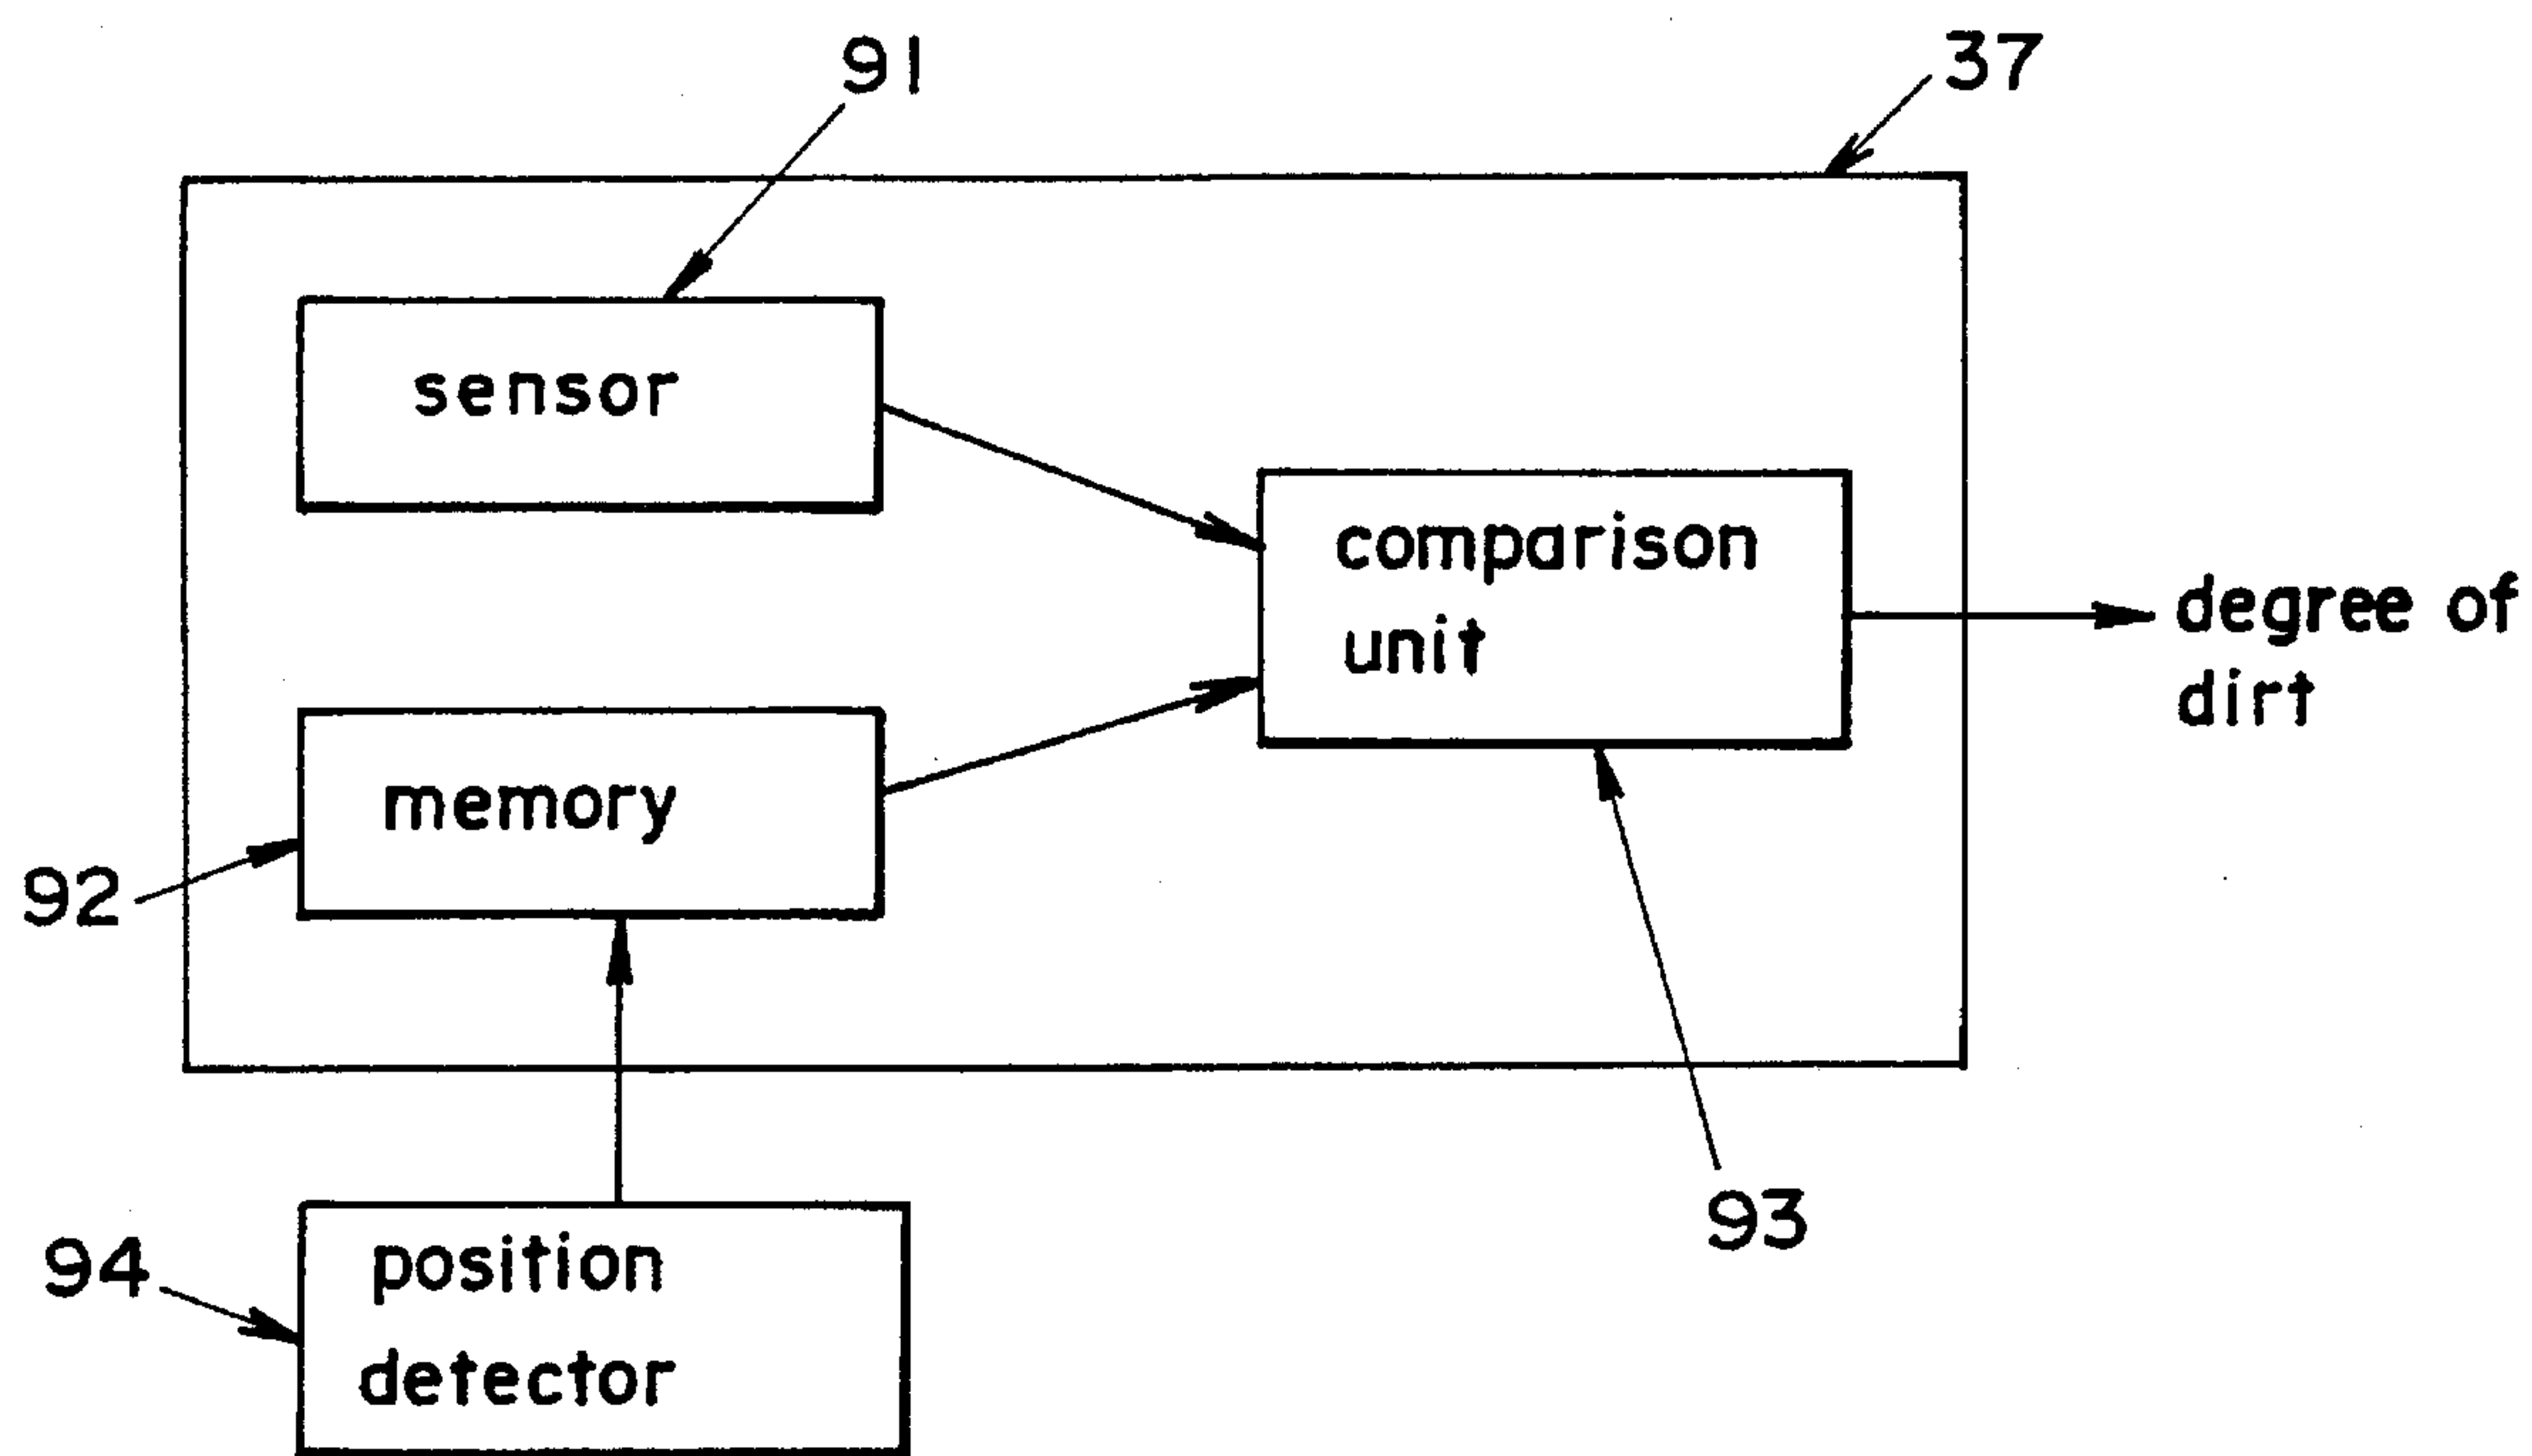 91
37
sensor
comparison
unit
degree of
dirt
memory
92
93
94
position
detector